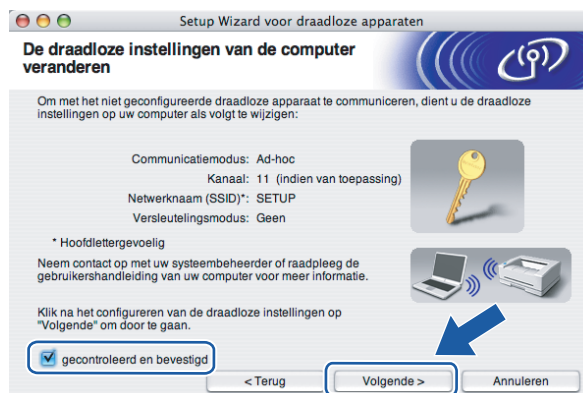 Setup Wizard voor draadloze apparaten
De draadloze instellingen van de computer
veranderen
Om met het niet geconfigureerde draadloze apparaat te communiceren, dient u de draadloze
instellingen op uw computer als volgt te wijzigen:
Communicatiemodus: Ad-hoc
Kanaal: 11 (indien van toepassing)
Netwerknaam (SSID)*: SETUP
Versleutelingsmodus: Geen
* Hoofdlettergevoelig
Neem contact op met uw systeembeheerder of raadpleeg de
gebruikershandleiding van uw computer voor meer informatie.
Klik na het configureren van de draadloze instellingen op
"Volgende" om door te gaan.
gecontroleerd en bevestigd
< Terug
Volgende >
Annuleren